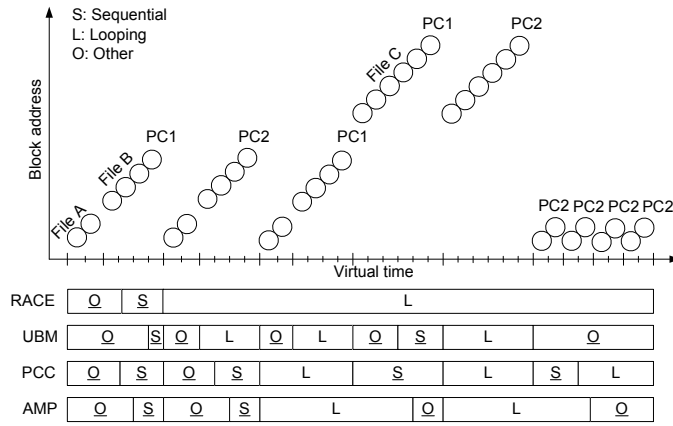 S: Sequential
L: Looping
O: Other
Block address
File A
File B
PC1
PC2
PC1
File C
PC1
PC2
PC2 PC2 PC2 PC2
Virtual time
RACE O S L
UBM O S O L O L O S L O
PCC O S O S L S L S L
AMP O S O S L O L O